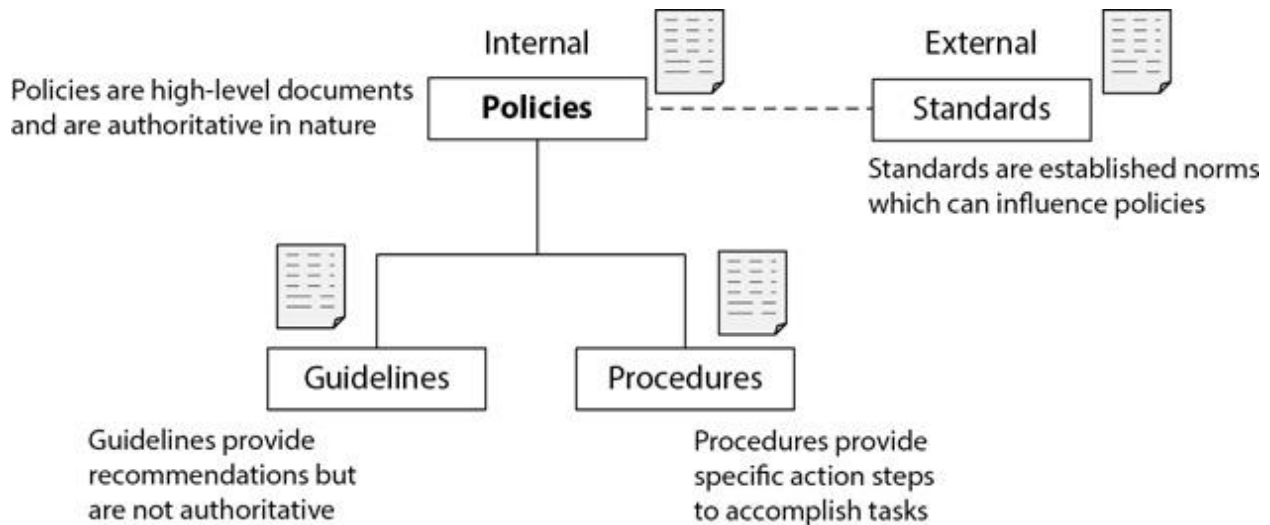 Internal
External
Policies are high-level documents
and are authoritative in nature
Policies
Standards
Standards are established norms
which can influence policies
Guidelines
Procedures
Guidelines provide
recommendations but
are not authoritative
Procedures provide
specific action steps
to accomplish tasks